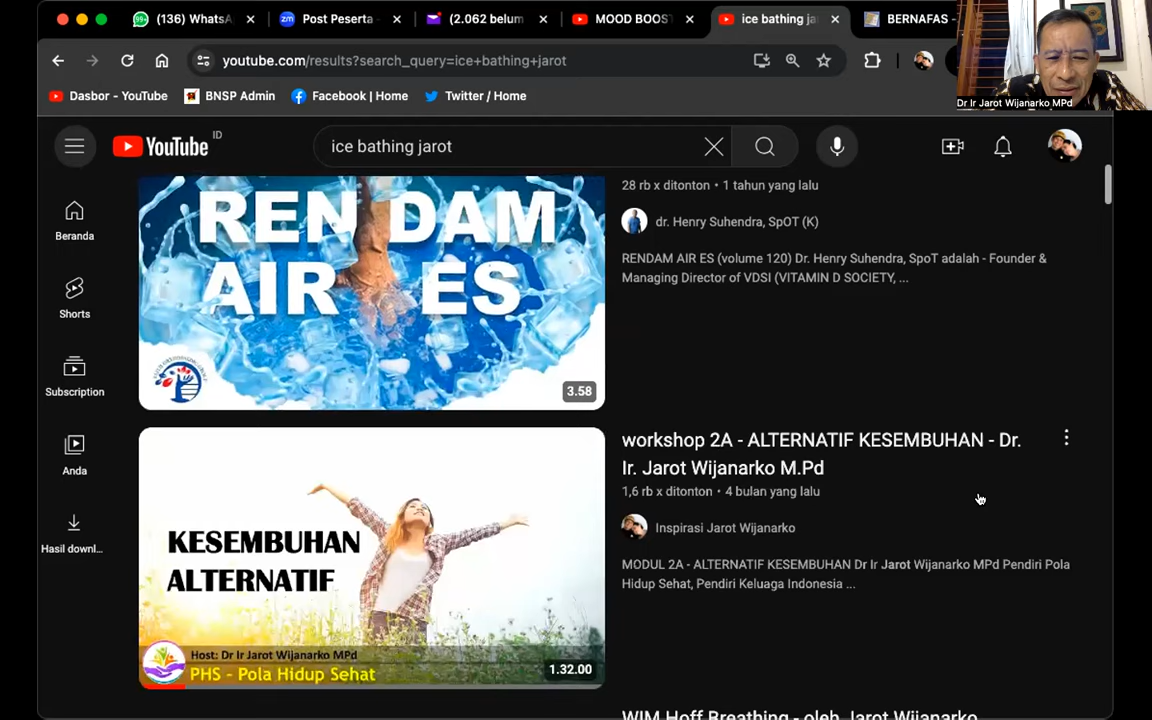 99+
(136) WhatsA
zm
Post Peserta
(2.062 belum
MOOD BOOST
ice bathing ja
BERNAFAS -
youtube.com/results?search_query=ice+bathing+jarot
Dasbor - YouTube
BNSP Admin
Facebook | Home
Twitter / Home
Dr Ir Jarot Wijanarko MPd
YouTube ID
ice bathing jarot
Beranda
Shorts
Subscription
Anda
Hasil downl...
RENDAM
AIR ES
3.58
28 rb x ditonton • 1 tahun yang lalu
dr. Henry Suhendra, SpOT (K)
RENDAM AIR ES (volume 120) Dr. Henry Suhendra, SpoT adalah - Founder &
Managing Director of VDSI (VITAMIN D SOCIETY, ...
KESEMBUHAN
ALTERNATIF
Host: Dr Ir Jarot Wijanarko MPd
PHS - Pola Hidup Sehat
1.32.00
workshop 2A - ALTERNATIF KESEMBUHAN - Dr.
Ir. Jarot Wijanarko M.Pd
1,6 rb x ditonton • 4 bulan yang lalu
Inspirasi Jarot Wijanarko
MODUL 2A - ALTERNATIF KESEMBUHAN Dr Ir Jarot Wijanarko MPd Pendiri Pola
Hidup Sehat, Pendiri Keluaga Indonesia ...
WIM Hoff Breathing - oleh Jarot Wijanarko